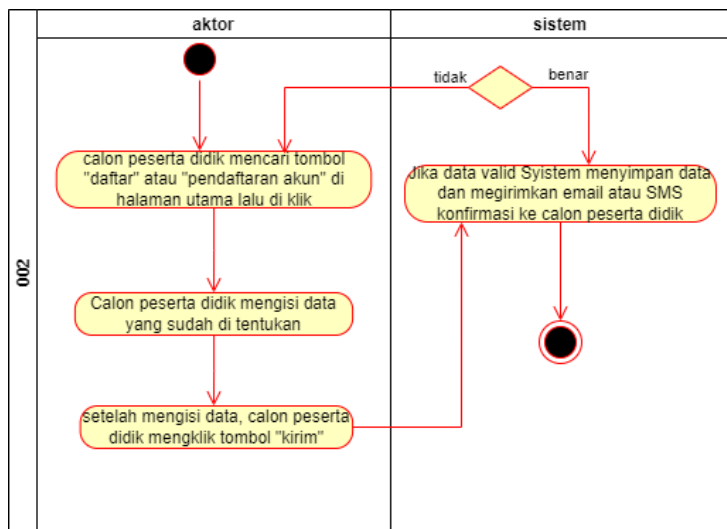 aktor
sistem
002
tidak
benar
calon peserta didik mencari tombol
"daftar" atau "pendaftaran akun" di
halaman utama lalu di klik
Jika data valid Syistem menyimpan data
dan megirimkan email atau SMS
konfirmasi ke calon peserta didik
Calon peserta didik mengisi data
yang sudah di tentukan
setelah mengisi data, calon peserta
didik mengklik tombol "kirim"